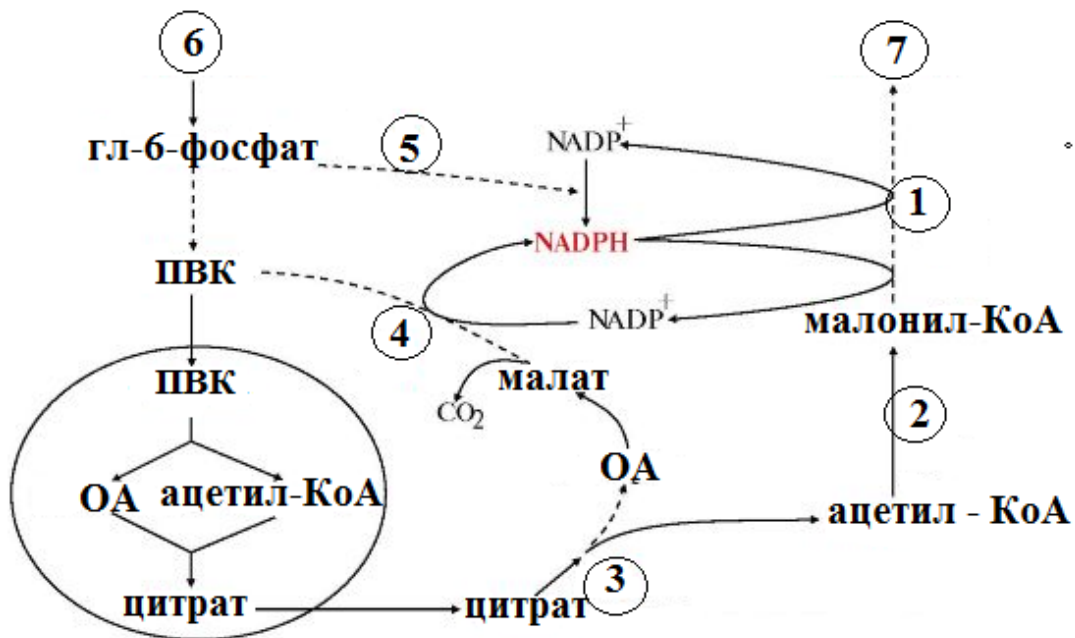 6
7
гл-6-фосфат
5
NADP+
1
NADPH
ПВК
4
NADP+
малонил-КоА
ПВК
малат
CO2
2
ОА
ацетил-КоА
ОА
ацетил - КоА
3
цитрат
цитрат